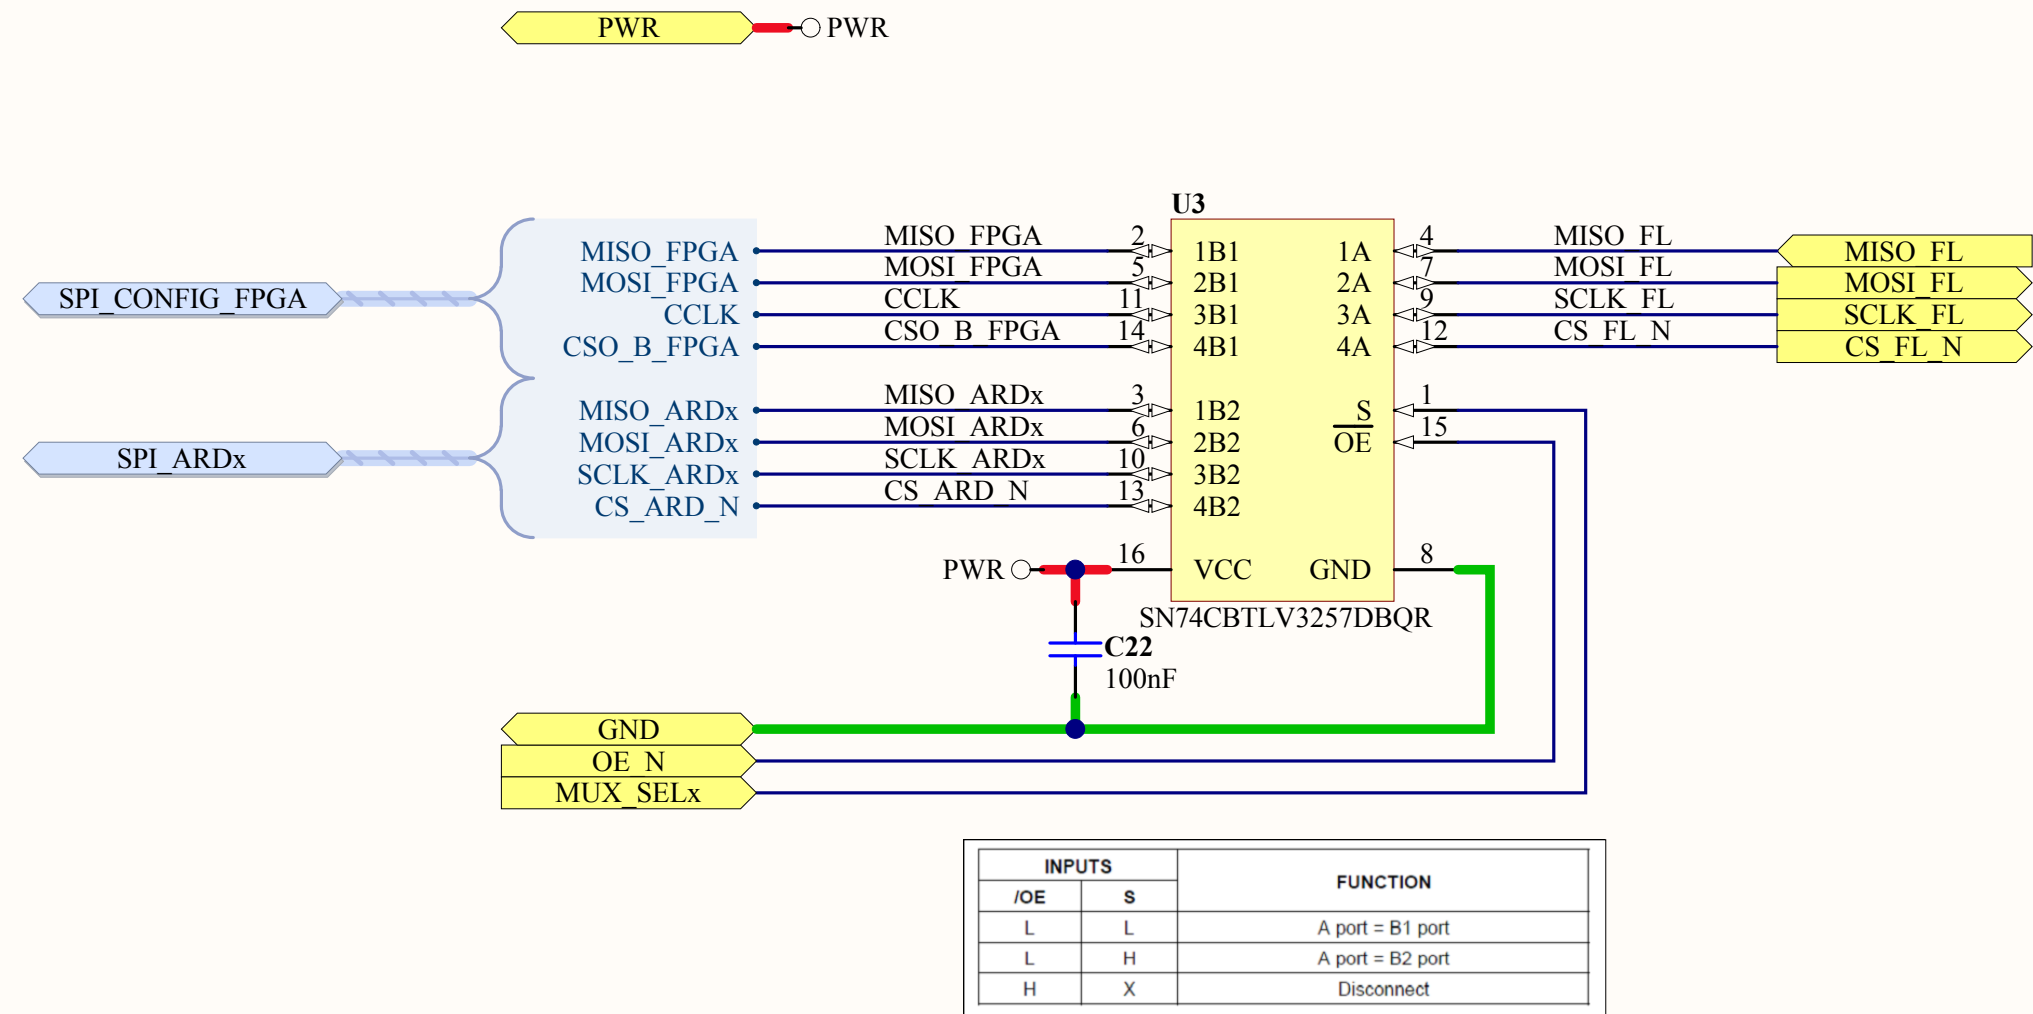 PWR PWR
U3
SPI_CONFIG_FPGA
MISO_FPGA MISO_FPGA 2 1B1 1A 4 MISO_FL MISO_FL
MOSI_FPGA MOSI_FPGA 5 2B1 2A 7 MOSI_FL MOSI_FL
CCLK CCLK 11 3B1 3A 9 SCLK_FL SCLK_FL
CSO_B_FPGA CSO_B_FPGA 14 4B1 4A 12 CS_FL_N CS_FL_N
SPI_ARDx
MISO_ARDx MISO_ARDx 3 1B2 S 1
MOSI_ARDx MOSI_ARDx 6 2B2 OE 15
SCLK_ARDx SCLK_ARDx 10 3B2
CS_ARD_N CS_ARD_N 13 4B2
PWR 16 VCC GND 8
SN74CBTLV3257DBQR
C22
100nF
GND
OE_N
MUX_SELx
INPUTS FUNCTION
/OE S
L L A port = B1 port
L H A port = B2 port
H X Disconnect